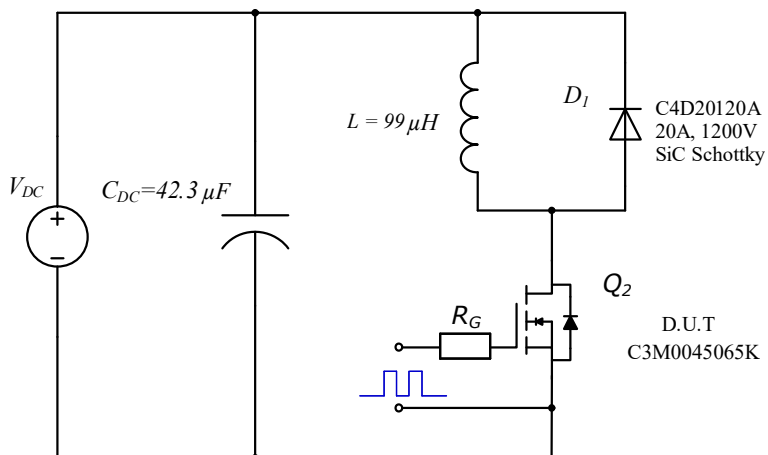 L = 99 μH
D1
C4D20120A
20A, 1200V
SiC Schottky
VDC
CDC=42.3 μF
Q2
RG
D.U.T
C3M0045065K